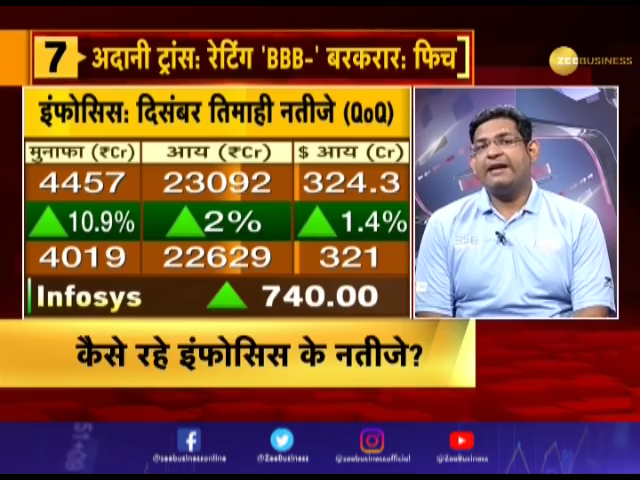 7 अदानी ट्रांस: रेटिंग 'BBB-' बरकरार: फिच
ZEEBUSINESS
इंफोसिस: दिसंबर तिमाही नतीजे (QoQ)
मुनाफा (₹Cr) आय (₹Cr) $ आय (Cr)
4457 23092 324.3
10.9% 2% 1.4%
4019 22629 321
Infosys 740.00
BSE
कैसे रहे इंफोसिस के नतीजे?
@zeebusinessonline @ZeeBusiness @zeebusinessofficial @ZeeBusiness